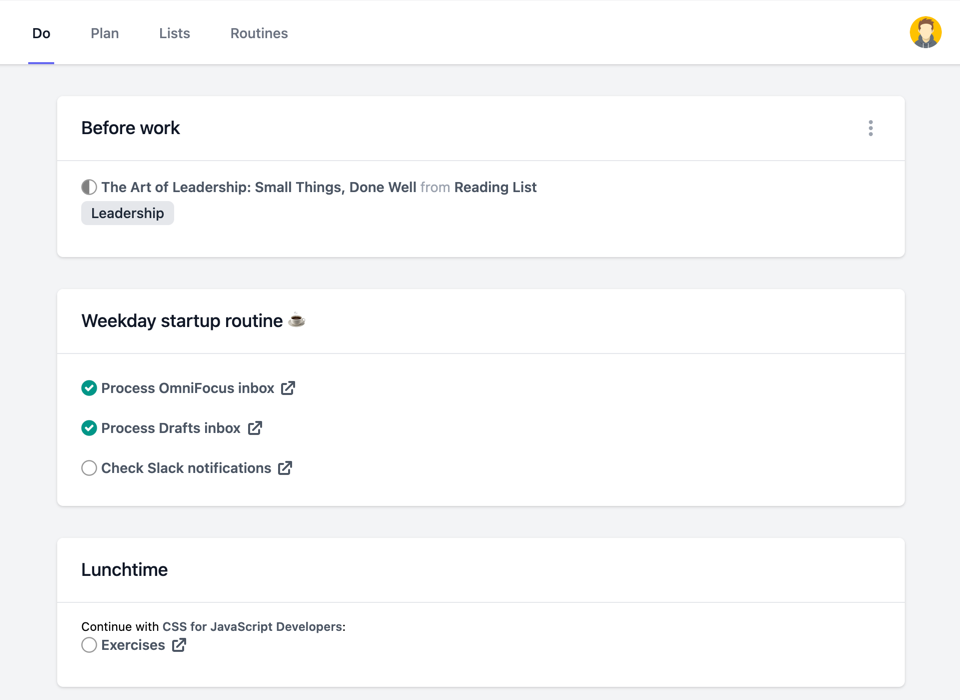 Do Plan Lists Routines
Before work
The Art of Leadership: Small Things, Done Well from Reading List
Leadership
Weekday startup routine ☕
Process OmniFocus inbox
Process Drafts inbox
Check Slack notifications
Lunchtime
Continue with CSS for JavaScript Developers:
Exercises